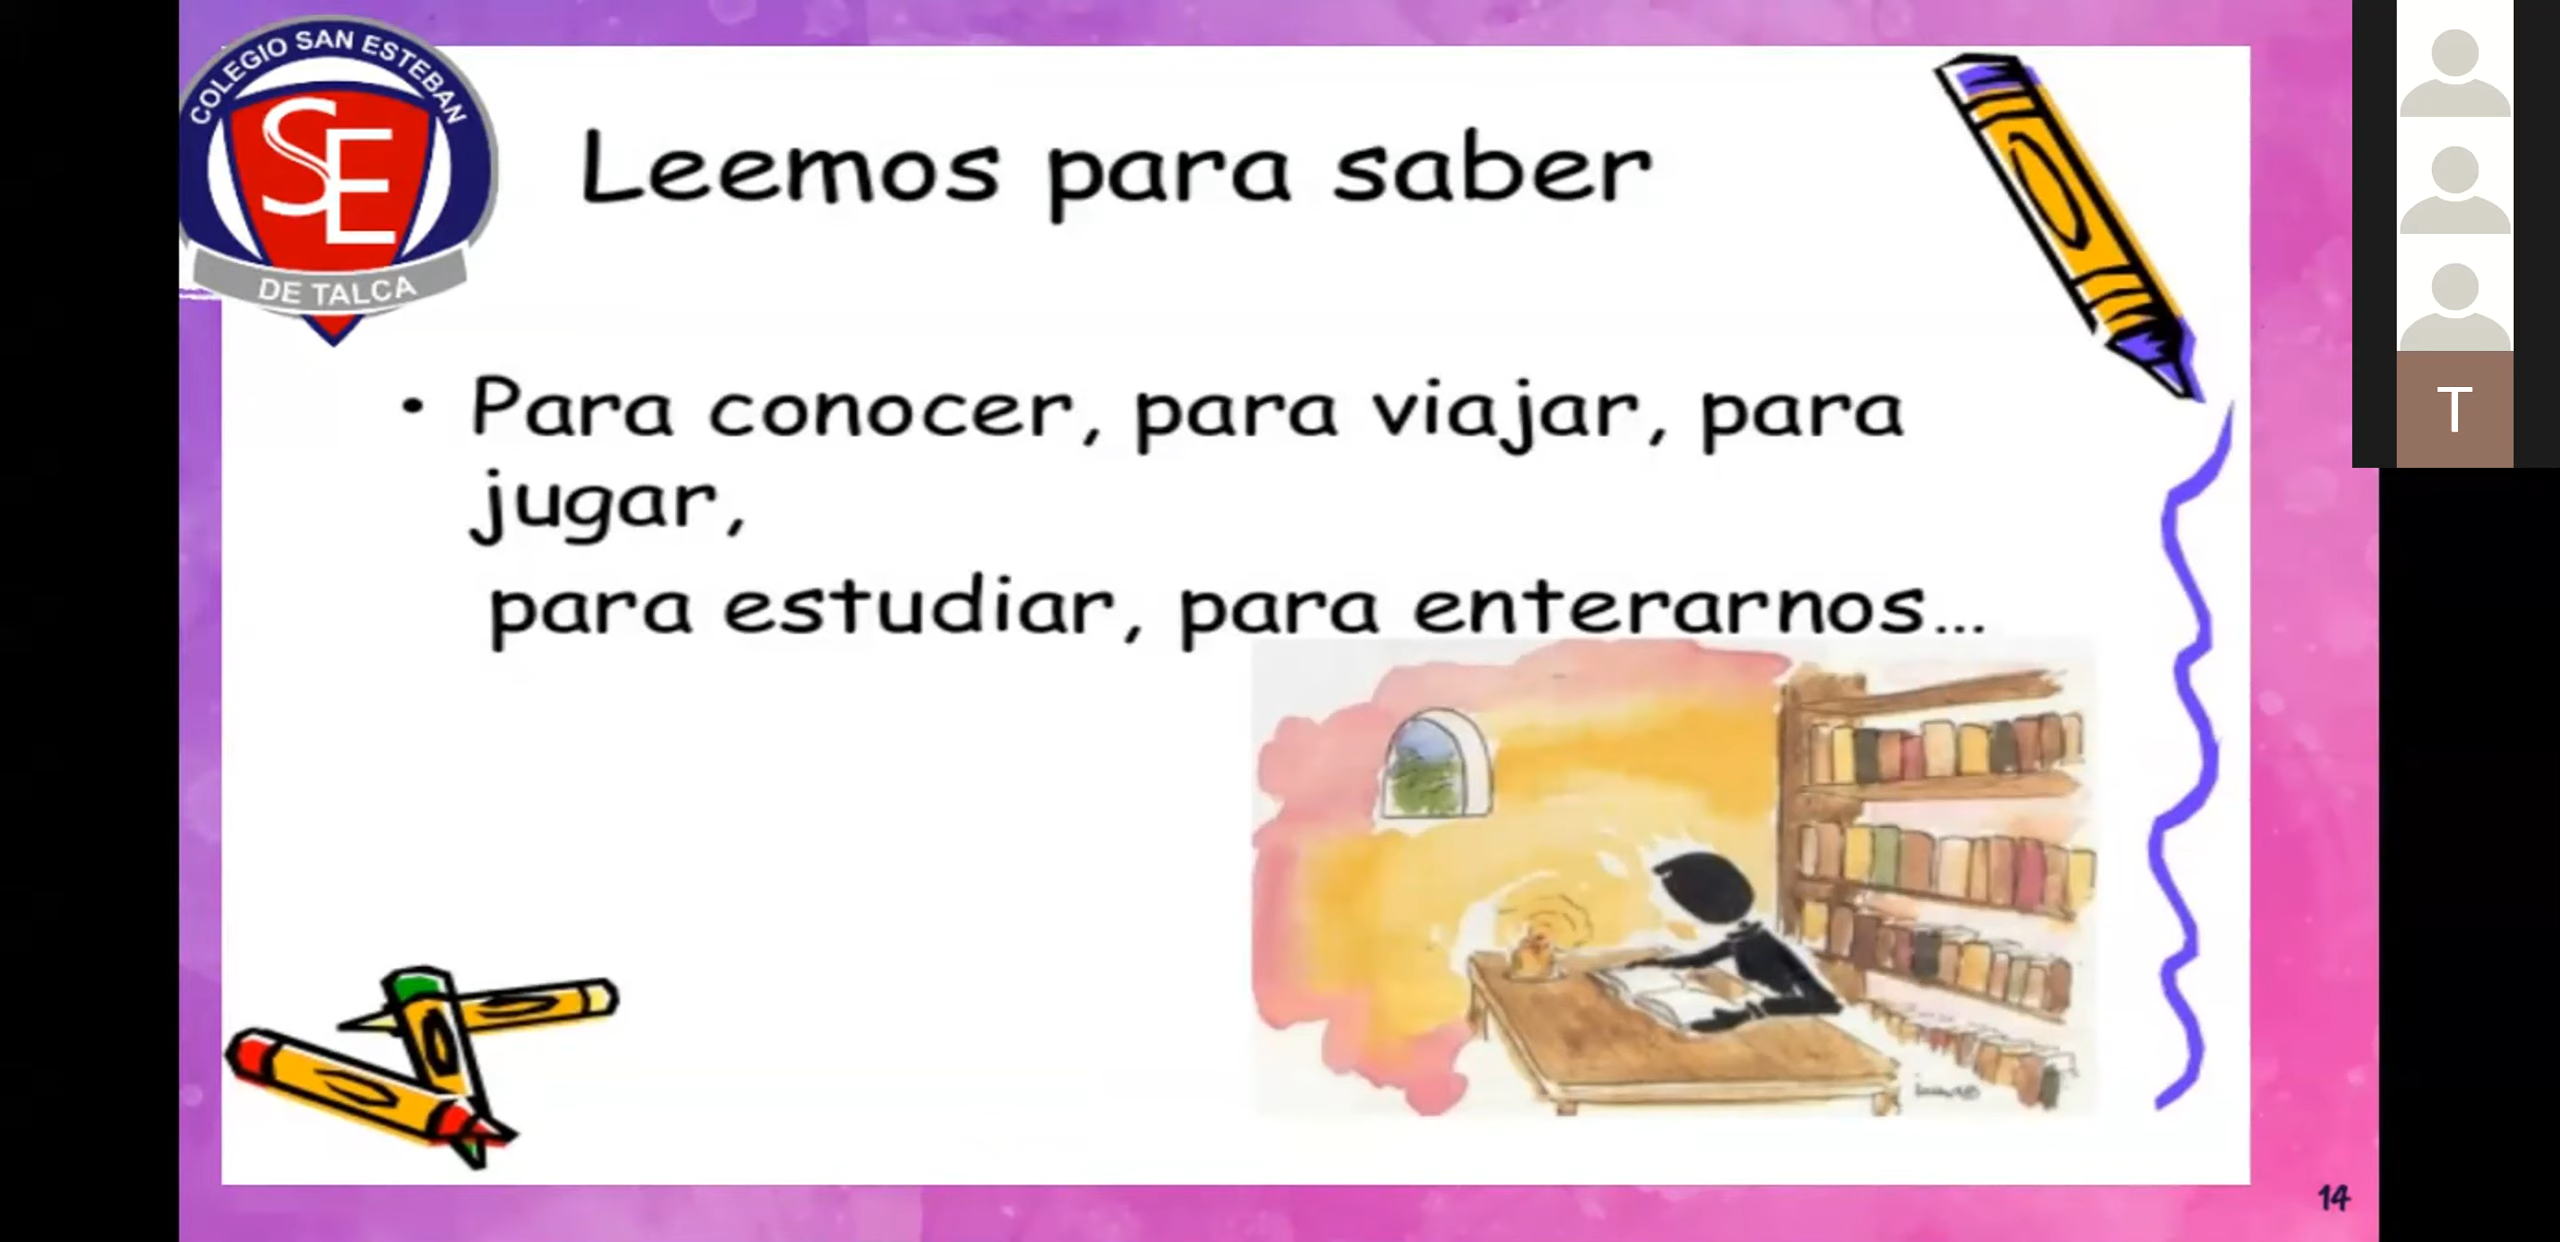 COLEGIO SAN ESTEBAN
SE
DE TALCA
Leemos para saber
• Para conocer, para viajar, para
jugar,
para estudiar, para enterarnos...
T
14